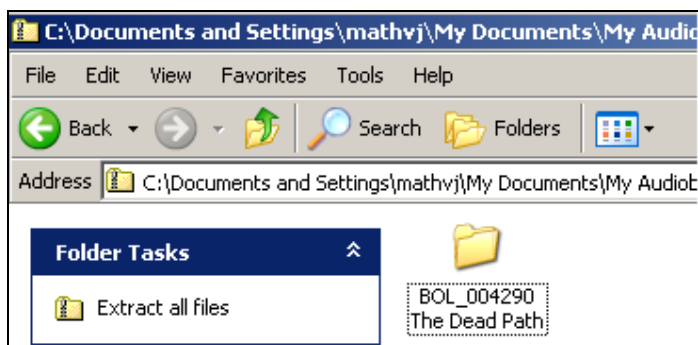 C:\Documents and Settings\mathvj\My Documents\My Audio
File Edit View Favorites Tools Help
Back Search Folders
Address C:\Documents and Settings\mathvj\My Documents\My Audiob
Folder Tasks
Extract all files
BOL_004290
The Dead Path